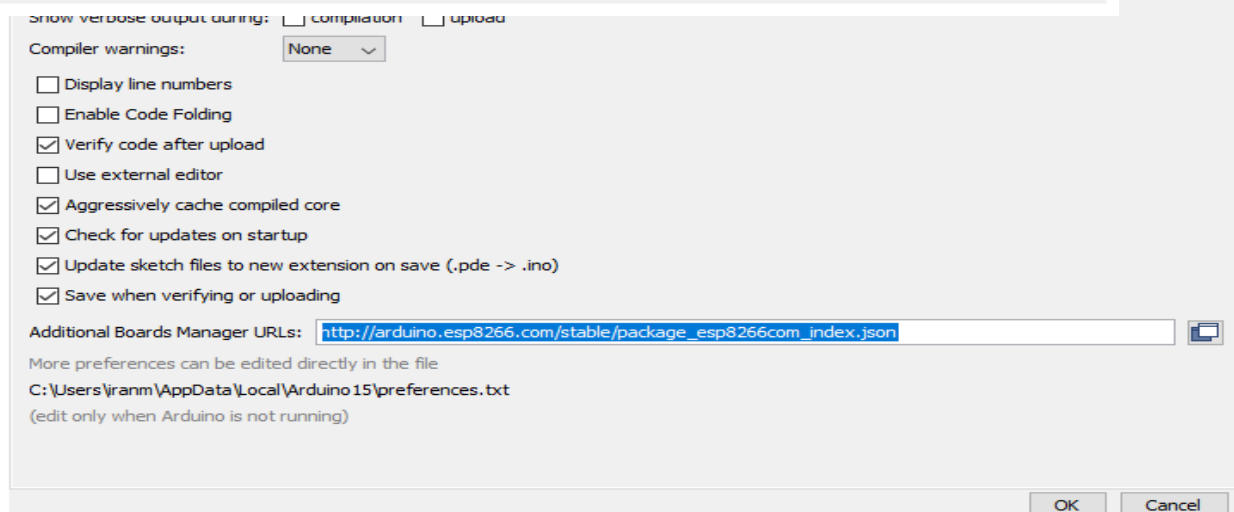 Show verbose output during: compilation upload
Compiler warnings: None
Display line numbers
Enable Code Folding
Verify code after upload
Use external editor
Aggressively cache compiled core
Check for updates on startup
Update sketch files to new extension on save (.pde -> .ino)
Save when verifying or uploading
Additional Boards Manager URLs: http://arduino.esp8266.com/stable/package_esp8266com_index.json
More preferences can be edited directly in the file
C:\Users\iranm\AppData\Local\Arduino15\preferences.txt
(edit only when Arduino is not running)
OK Cancel